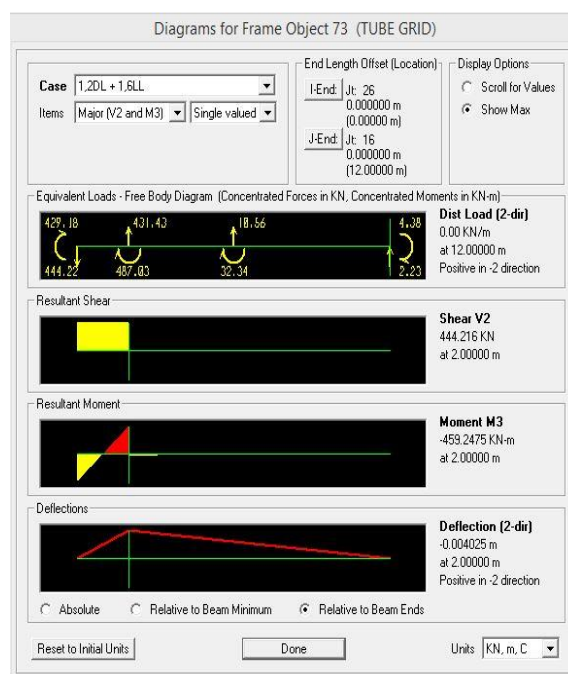 Diagrams for Frame Object 73 (TUBE GRID)
Case 1,2DL + 1,6LL
Items Major (V2 and M3) Single valued
End Length Offset (Location)
I-End: Jt: 26
0.000000 m
(0.00000 m)
J-End: Jt: 16
0.000000 m
(12.00000 m)
Display Options
Scroll for Values
Show Max
Equivalent Loads - Free Body Diagram (Concentrated Forces in KN, Concentrated Moments in KN-m)
429.18 431.43 18.56 4.38
444.22 487.03 32.34 2.23
Dist Load (2-dir)
0.00 KN/m
at 12.00000 m
Positive in -2 direction
Resultant Shear
Shear V2
444.216 KN
at 2.00000 m
Resultant Moment
Moment M3
-459.2475 KN-m
at 2.00000 m
Deflections
Deflection (2-dir)
-0.004025 m
at 2.00000 m
Positive in -2 direction
Absolute Relative to Beam Minimum Relative to Beam Ends
Reset to Initial Units Done Units KN, m, C